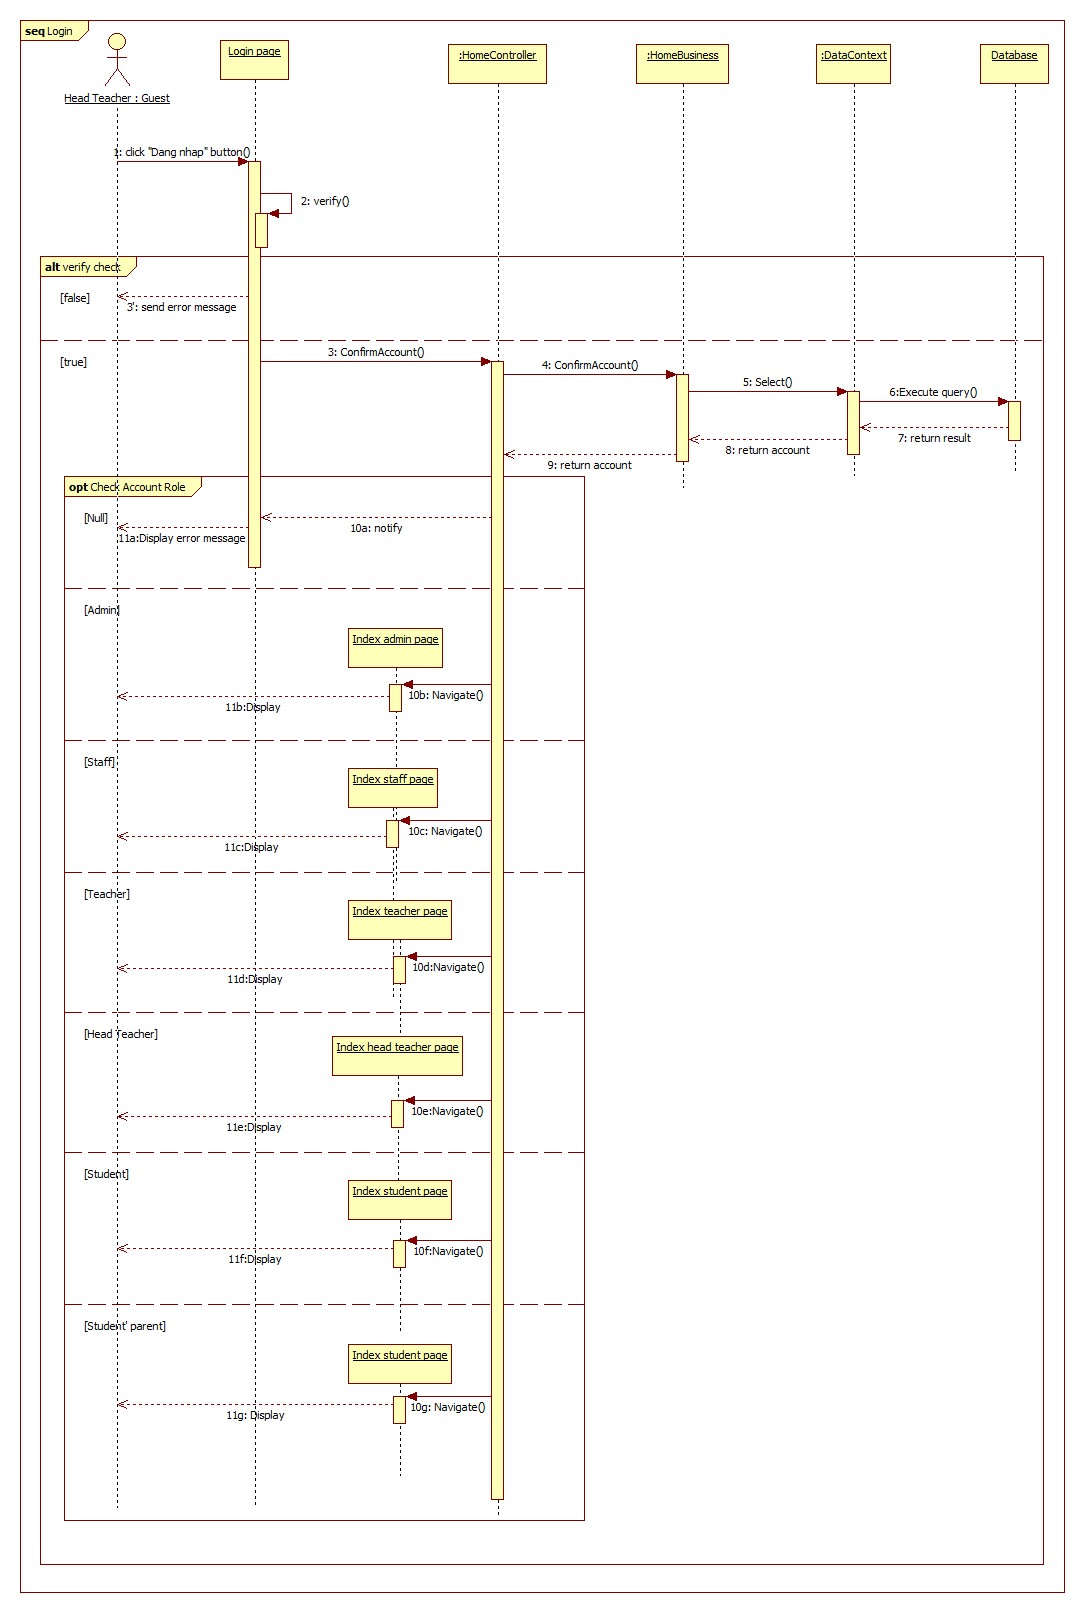 seq Login
Head Teacher : Guest
Login page
:HomeController
:HomeBusiness
:DataContext
Database
1: click "Dang nhap" button()
2: verify()
alt verify check
[false]
3': send error message
[true]
3: ConfirmAccount()
4: ConfirmAccount()
5: Select()
6:Execute query()
7: return result
8: return account
9: return account
opt Check Account Role
[Null]
10a: notify
11a:Display error message
[Admin]
Index admin page
10b: Navigate()
11b:Display
[Staff]
Index staff page
10c: Navigate()
11c:Display
[Teacher]
Index teacher page
10d:Navigate()
11d:Display
[Head Teacher]
Index head teacher page
10e:Navigate()
11e:Display
[Student]
Index student page
10f:Navigate()
11f:Display
[Student' parent]
Index student page
10g: Navigate()
11g: Display